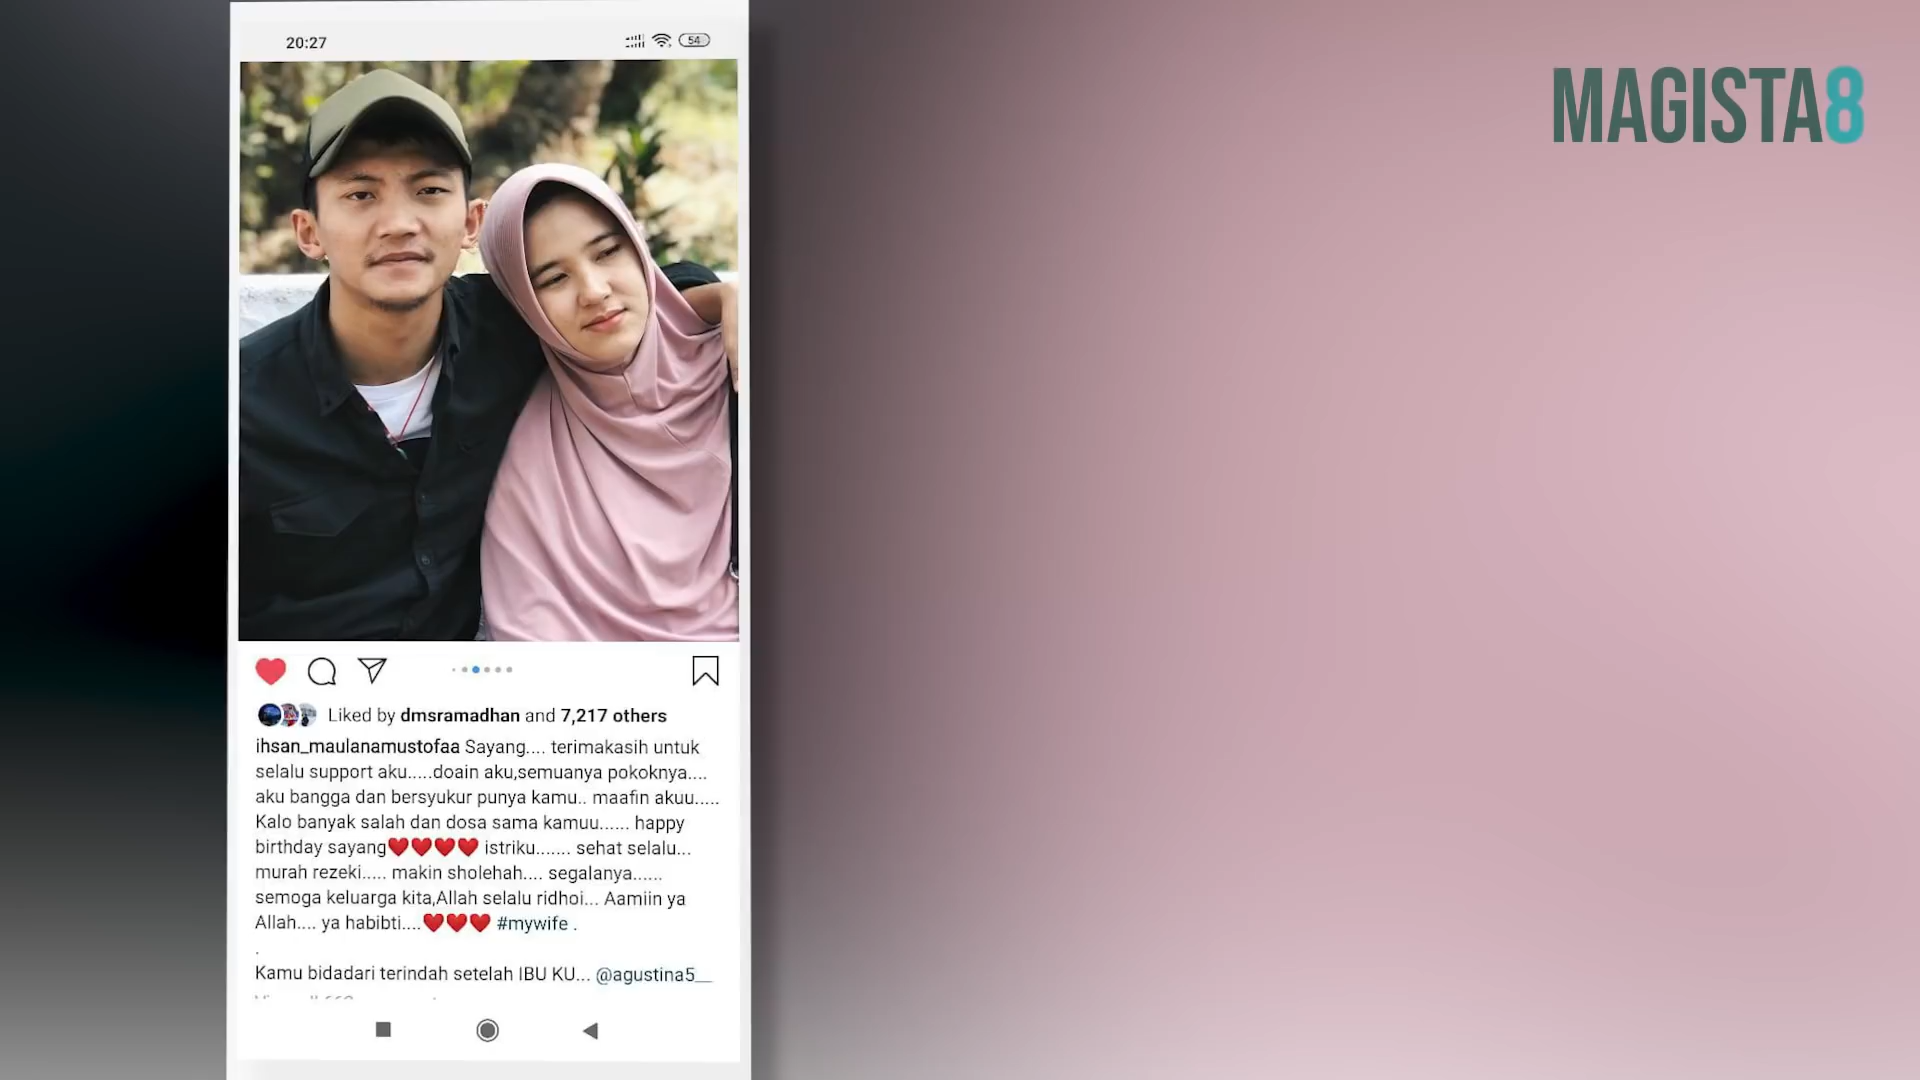 20:27
54
MAGISTA8
Liked by dmsramadhan and 7,217 others
ihsan_maulanamustofaa Sayang.... terimakasih untuk
selalu support aku.....doain aku,semuanya pokoknya....
aku bangga dan bersyukur punya kamu.. maafin akuu.....
Kalo banyak salah dan dosa sama kamuu...... happy
birthday sayang❤️❤️❤️❤️ istriku....... sehat selalu...
murah rezeki..... makin sholehah.... segalanya......
semoga keluarga kita,Allah selalu ridhoi... Aamiin ya
Allah.... ya habibti....❤️❤️❤️ #mywife .
.
Kamu bidadari terindah setelah IBU KU... @agustina5__